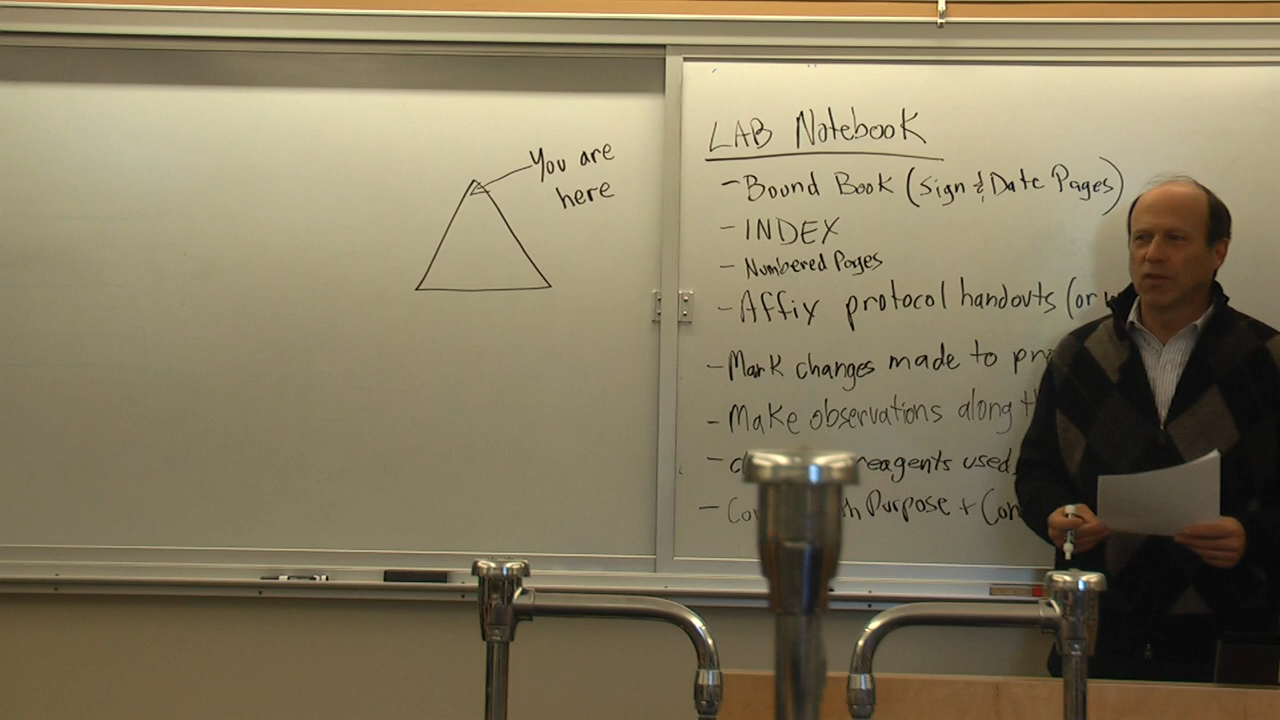 You are
here
LAB Notebook
- Bound Book (Sign & Date Pages)
- INDEX
- Numbered Pages
- Affix protocol handouts (or
- Mark changes made to
- Make observations along
- reagents used
- Purpose +